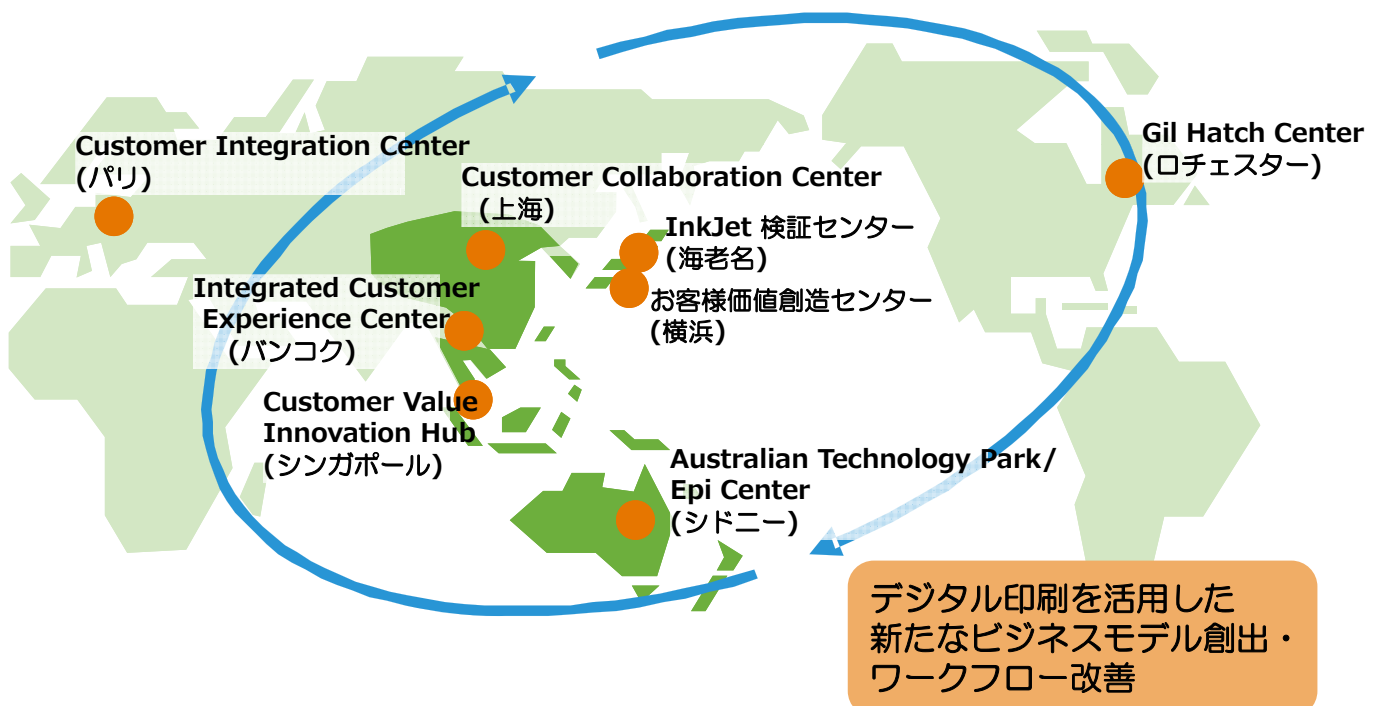 Customer Integration Center
(パリ)
Customer Collaboration Center
(上海)
Gil Hatch Center
(ロチェスター)
InkJet 検証センター
(海老名)
お客様価値創造センター
(横浜)
Integrated Customer
Experience Center
(バンコク)
Customer Value
Innovation Hub
(シンガポール)
Australian Technology Park/
Epi Center
(シドニー)
デジタル印刷を活用した
新たなビジネスモデル創出・
ワークフロー改善